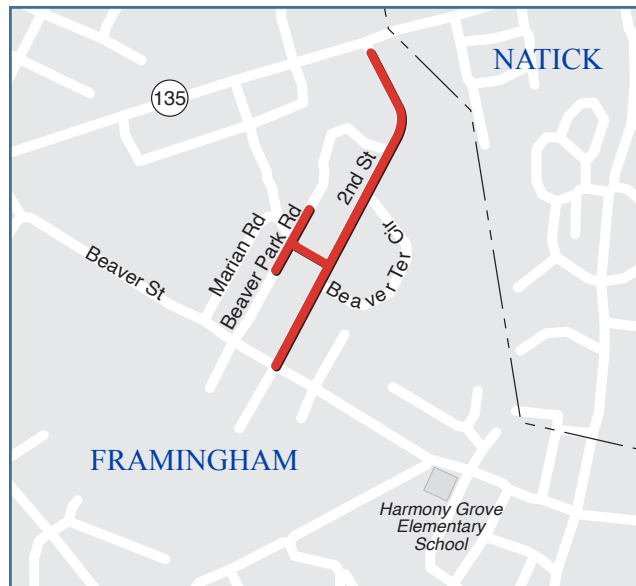 NATICK
135
2nd St
Marian Rd
Beaver Park Rd
Beaver Ter Cir
Beaver St
FRAMINGHAM
Harmony Grove
Elementary
School